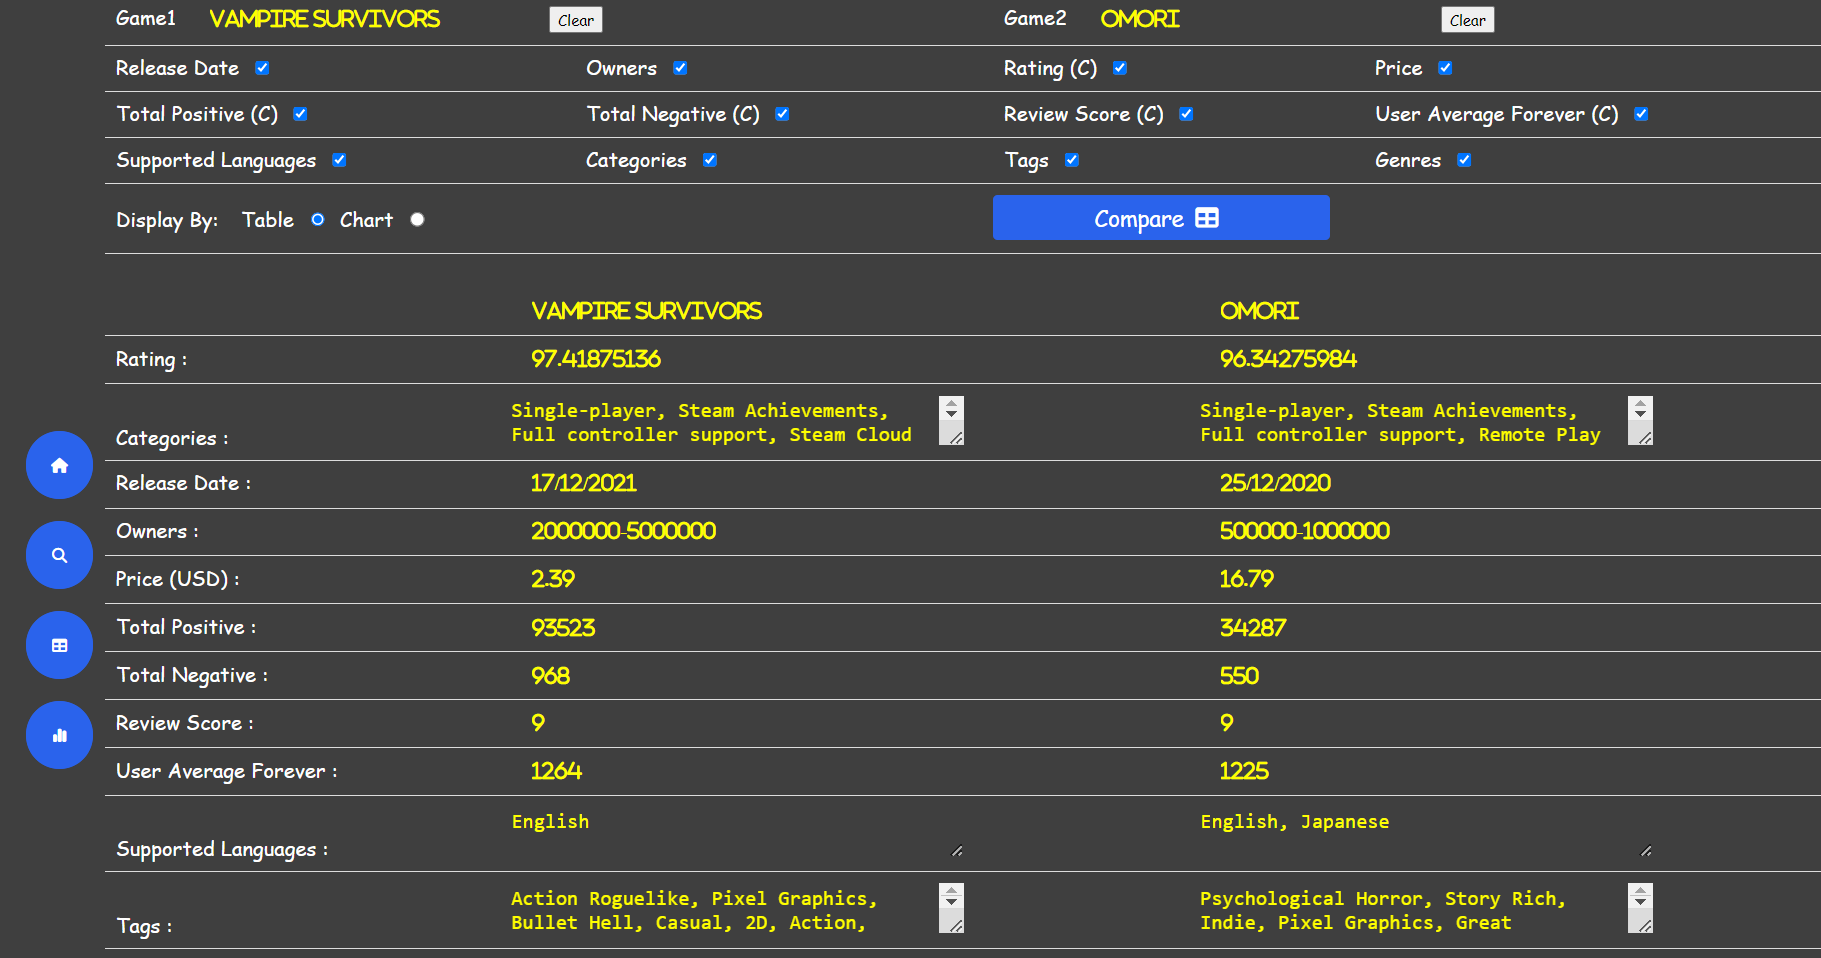 Game1 VAMPIRE SURVIVORS Clear Game2 OMORI Clear
Release Date Owners Rating (C) Price
Total Positive (C) Total Negative (C) Review Score (C) User Average Forever (C)
Supported Languages Categories Tags Genres
Display By: Table Chart Compare
VAMPIRE SURVIVORS OMORI
Rating : 97.41875136 96.34275984
Single-player, Steam Achievements, Single-player, Steam Achievements,
Full controller support, Steam Cloud Full controller support, Remote Play
Categories :
Release Date : 17/12/2021 25/12/2020
Owners : 2000000-5000000 500000-1000000
Price (USD) : 2.39 16.79
Total Positive : 93523 34287
Total Negative : 968 550
Review Score : 9 9
User Average Forever : 1264 1225
English English, Japanese
Supported Languages :
Action Roguelike, Pixel Graphics, Psychological Horror, Story Rich,
Bullet Hell, Casual, 2D, Action, Indie, Pixel Graphics, Great
Tags :